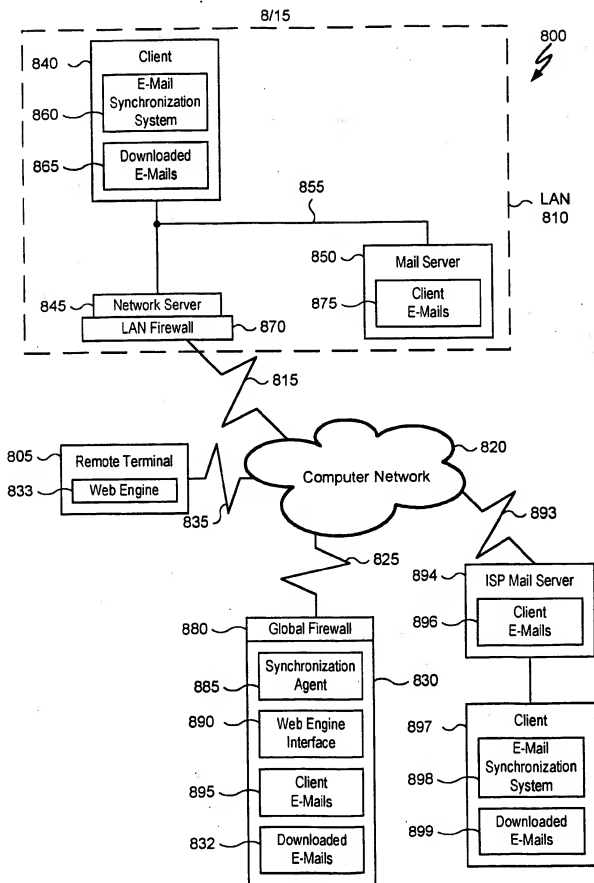 8/15
800
840
Client
860
E-Mail
Synchronization
System
865
Downloaded
E-Mails
855
LAN
810
850
Mail Server
875
Client
E-Mails
845
Network Server
LAN Firewall
870
815
820
805
Remote Terminal
833
Web Engine
835
Computer Network
893
825
894
ISP Mail Server
896
Client
E-Mails
880
Global Firewall
830
885
Synchronization
Agent
890
Web Engine
Interface
895
Client
E-Mails
832
Downloaded
E-Mails
897
Client
898
E-Mail
Synchronization
System
899
Downloaded
E-Mails